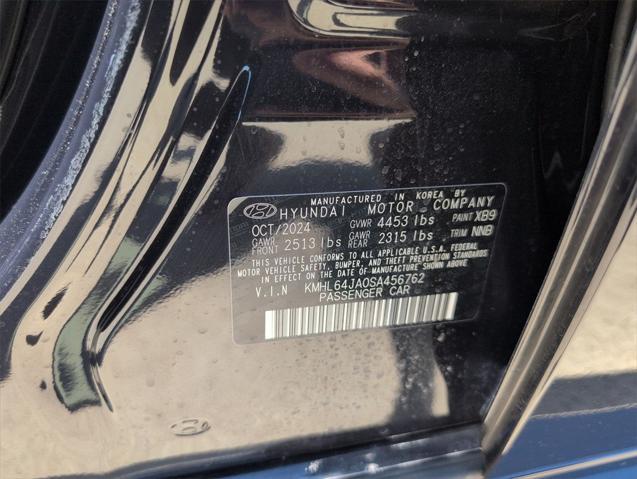 MANUFACTURED IN KOREA BY
HYUNDAI MOTOR COMPANY
OCT/2024 GVWR 4453 lbs PAINT XB9
GAWR FRONT 2513 lbs GAWR REAR 2315 lbs TRIM NNB
THIS VEHICLE CONFORMS TO ALL APPLICABLE U.S.A. FEDERAL
MOTOR VEHICLE SAFETY, BUMPER, AND THEFT PREVENTION STANDARDS
IN EFFECT ON THE DATE OF MANUFACTURE SHOWN ABOVE.
V.I.N KMHL64JA0SA456762
PASSENGER CAR